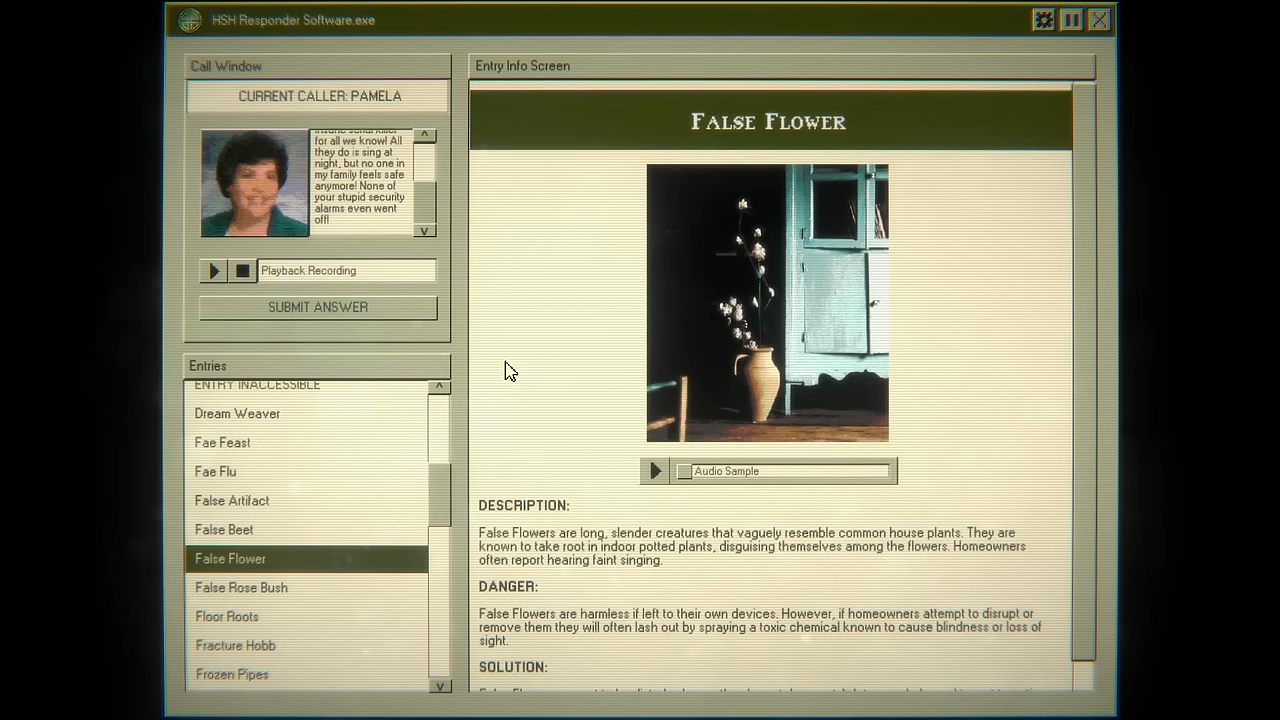 HSH Responder Software.exe
Call Window
CURRENT CALLER: PAMELA
for all we know! All
they do is sing at
night, but no one in
my family feels safe
anymore! None of
your stupid security
alarms even went
off!
Playback Recording
SUBMIT ANSWER
Entries
ENTRY INACCESSIBLE
Dream Weaver
Fae Feast
Fae Flu
False Artifact
False Beet
False Flower
False Rose Bush
Floor Roots
Fracture Hobb
Frozen Pipes
Entry Info Screen
False Flower
Audio Sample
DESCRIPTION:
False Flowers are long, slender creatures that vaguely resemble common house plants. They are
known to take root in indoor potted plants, disguising themselves among the flowers. Homeowners
often report hearing faint singing.
DANGER:
False Flowers are harmless if left to their own devices. However, if homeowners attempt to disrupt or
remove them they will often lash out by spraying a toxic chemical known to cause blindness or loss of
sight.
SOLUTION: